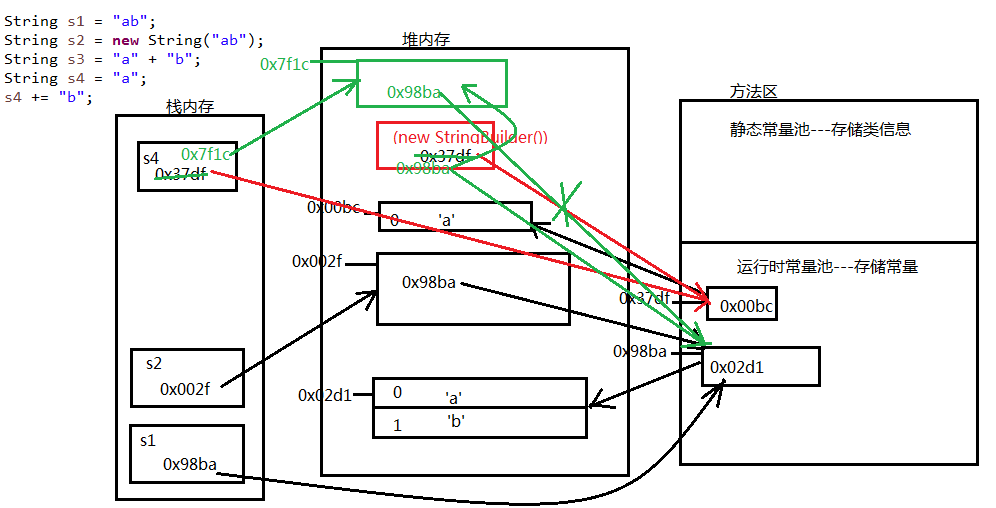 String s1 = "ab";
String s2 = new String("ab");
String s3 = "a" + "b";
String s4 = "a";
s4 += "b";
栈内存
s4
0x7f1c
0x37df
s2
0x002f
s1
0x98ba
堆内存
0x7f1c
0x98ba
(new StringBuilder())
0x37df
0x98ba
0x00bc
0 'a'
0x002f
0x98ba
0x02d1
0 'a'
1 'b'
方法区
静态常量池---存储类信息
运行时常量池---存储常量
0x37df
0x00bc
0x98ba
0x02d1